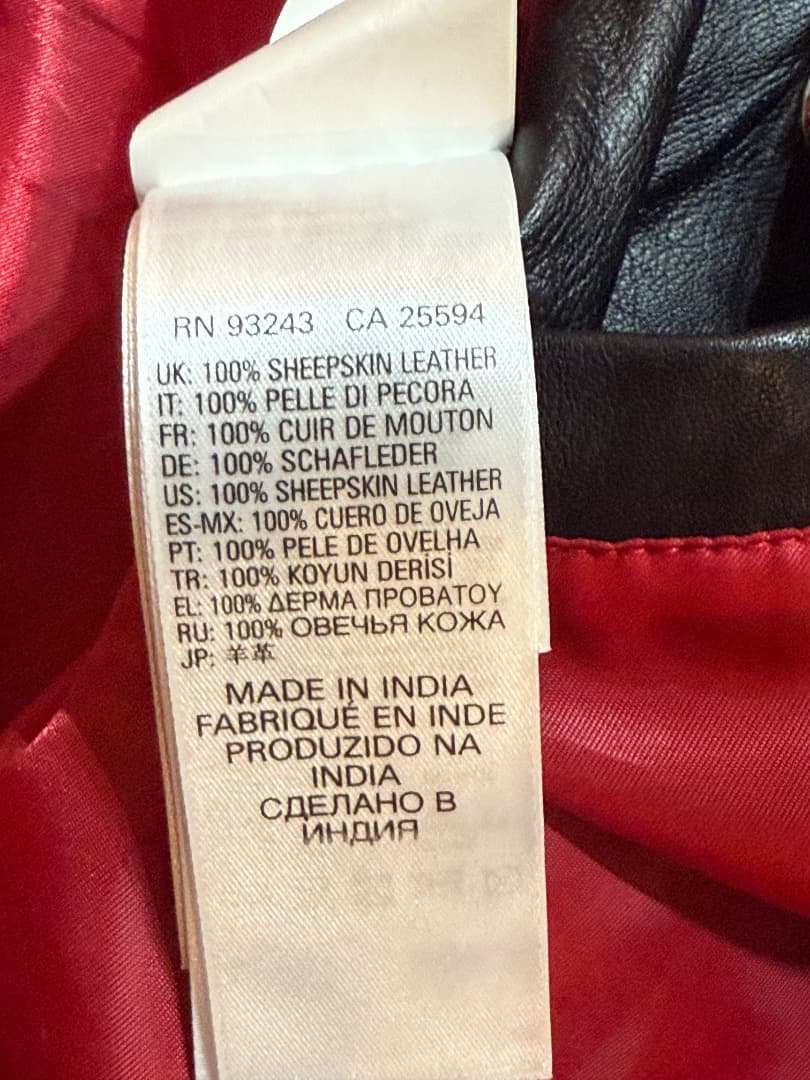 RN 93243 CA 25594
UK: 100% SHEEPSKIN LEATHER
IT: 100% PELLE DI PECORA
FR: 100% CUIR DE MOUTON
DE: 100% SCHAFLEDER
US: 100% SHEEPSKIN LEATHER
ES-MX: 100% CUERO DE OVEJA
PT: 100% PELE DE OVELHA
TR: 100% KOYUN DERİSİ
EL: 100% ΔΕΡΜΑ ΠΡΟΒΑΤΟΥ
RU: 100% ОВЕЧЬЯ КОЖА
JP: 羊革
MADE IN INDIA
FABRIQUÉ EN INDE
PRODUZIDO NA
INDIA
СДЕЛАНО В
ИНДИЯ